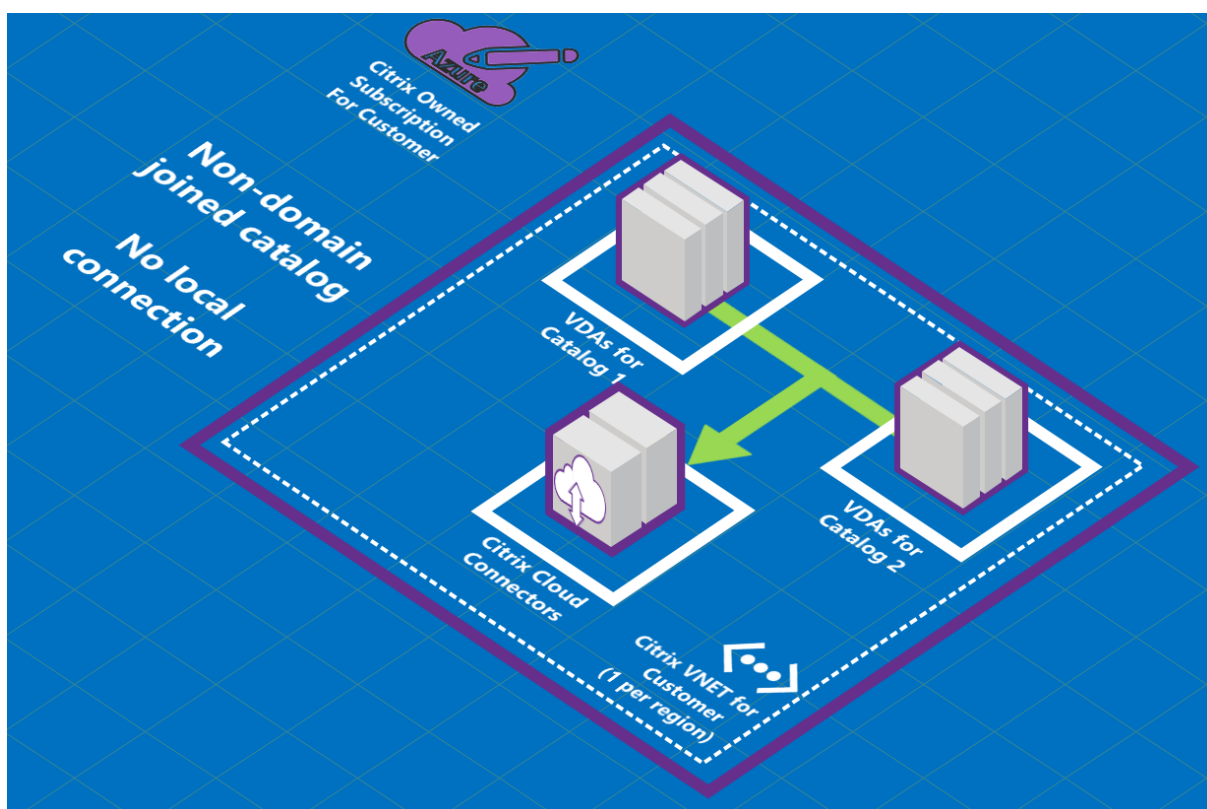 Azure
Citrix Owned
Subscription
For Customer
Non-domain
joined catalog
No local
connection
VDAs for
Catalog 1
VDAs for
Catalog 2
Citrix Cloud
Connectors
Citrix VNET for
Customer
(1 per region)